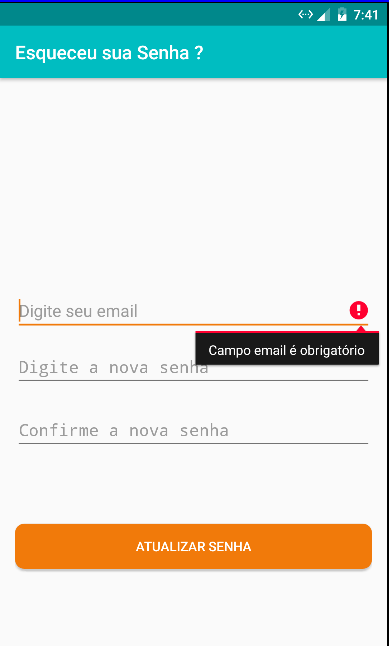 7:41
Esqueceu sua Senha ?
Digite seu email
Campo email é obrigatório
Digite a nova senha
Confirme a nova senha
ATUALIZAR SENHA